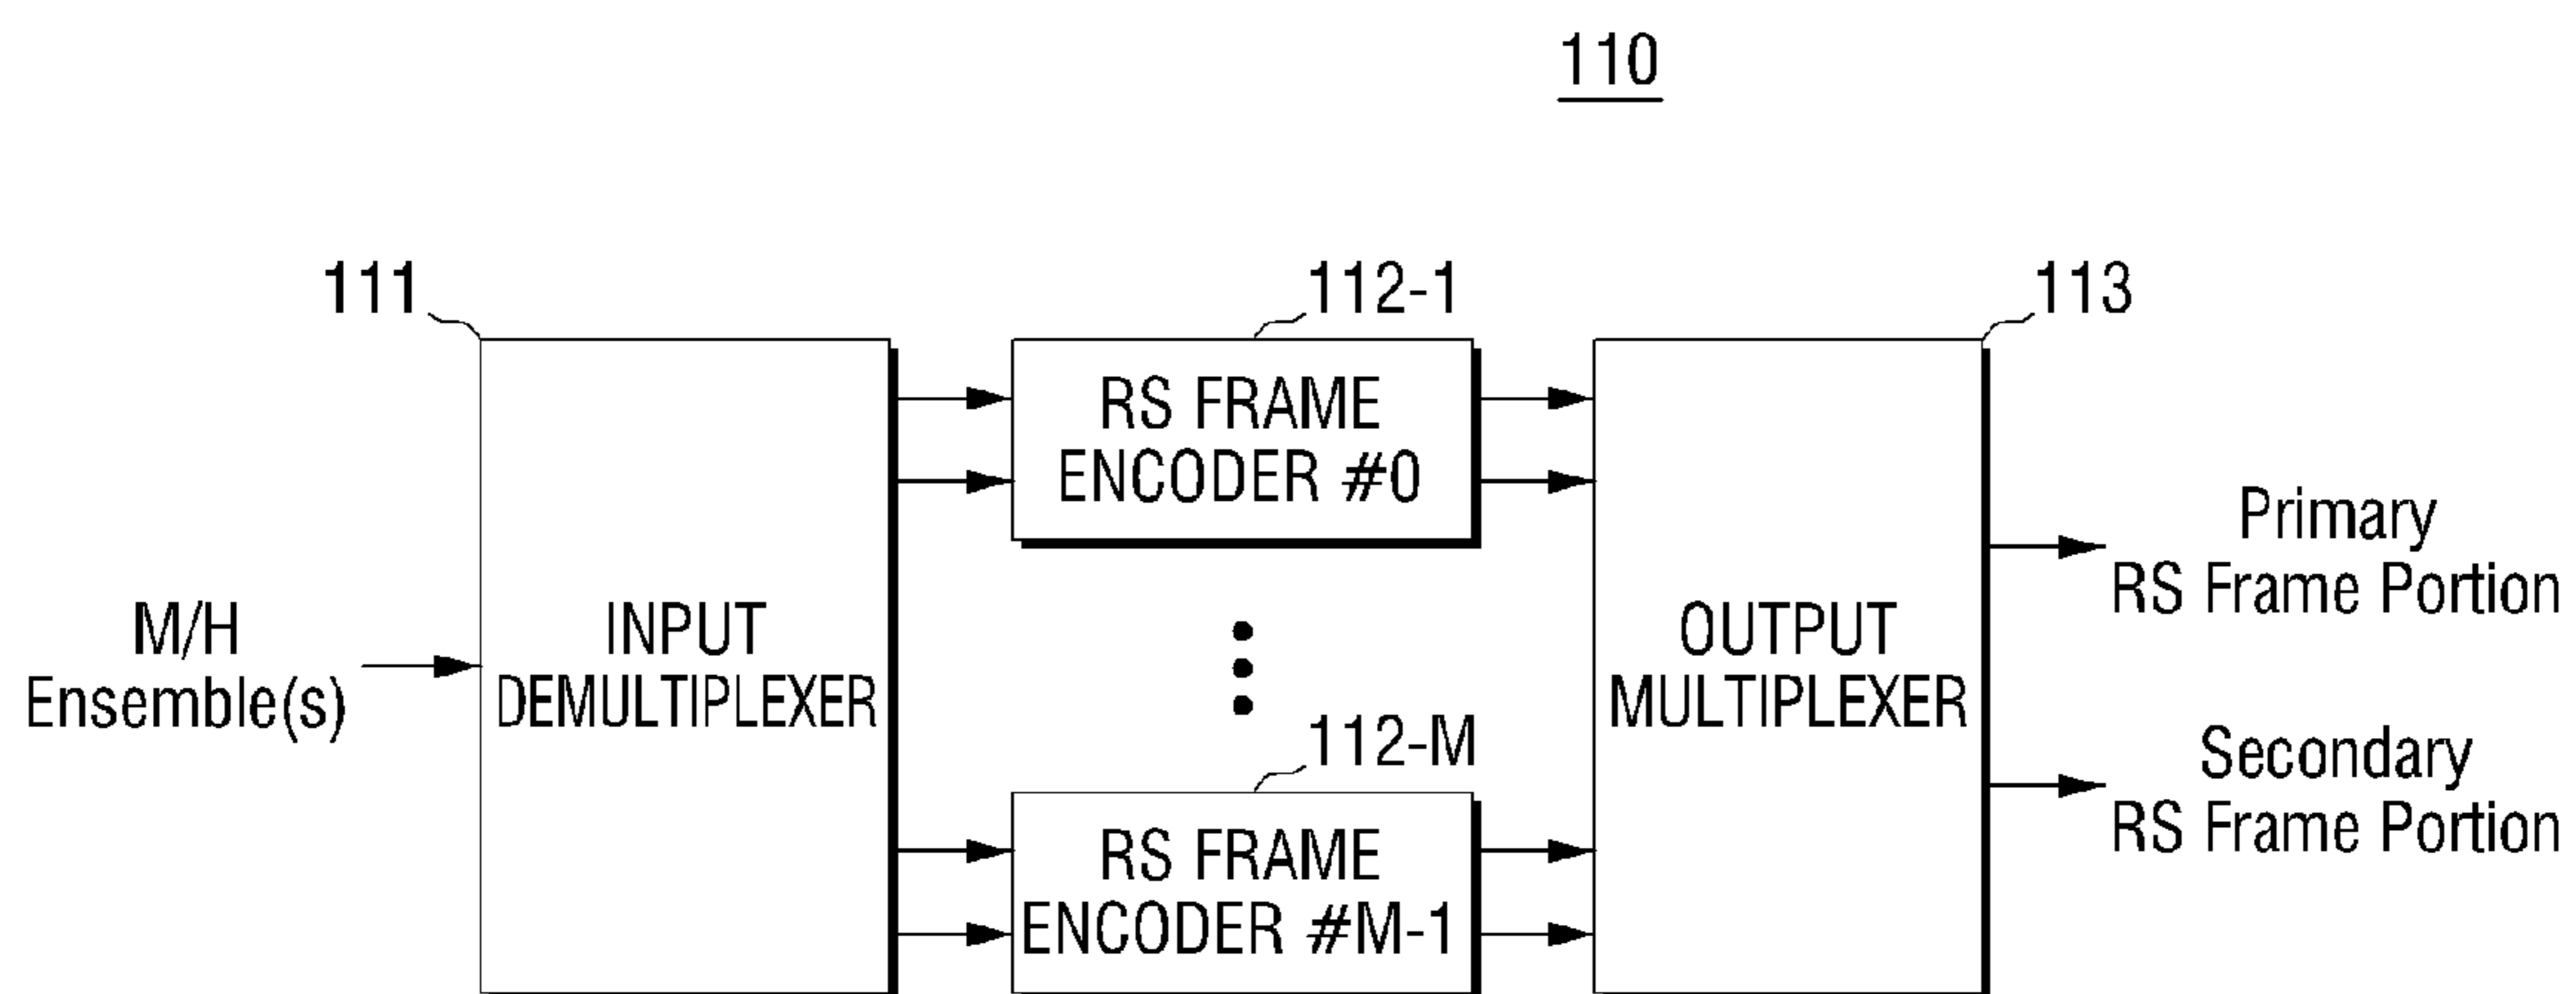 110
111
112-1
113
RS FRAME
ENCODER #0
M/H
Ensemble(s)
INPUT
DEMULTIPLEXER
OUTPUT
MULTIPLEXER
Primary
RS Frame Portion
Secondary
RS Frame Portion
112-M
RS FRAME
ENCODER #M-1